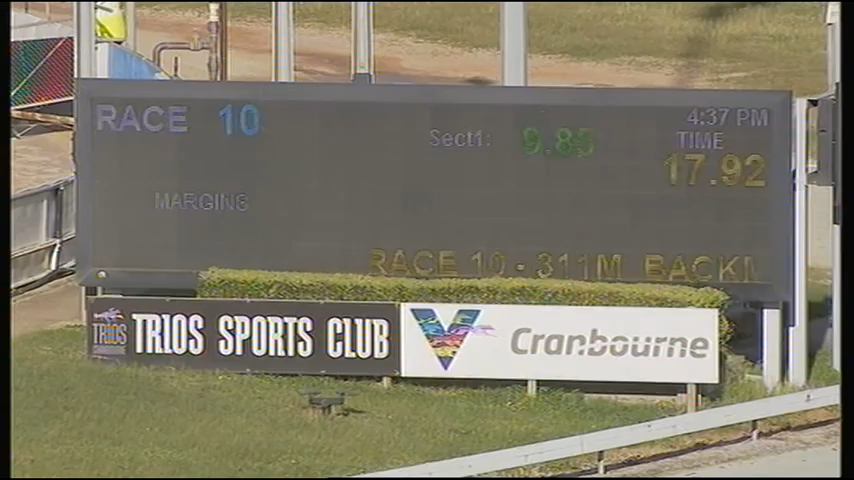 RACE 10
4:37 PM
Sect1: 9.85
TIME
17.92
MARGINS
RACE 10 - 311M BACKM
TRIOS
TRIOS SPORTS CLUB
Cranbourne